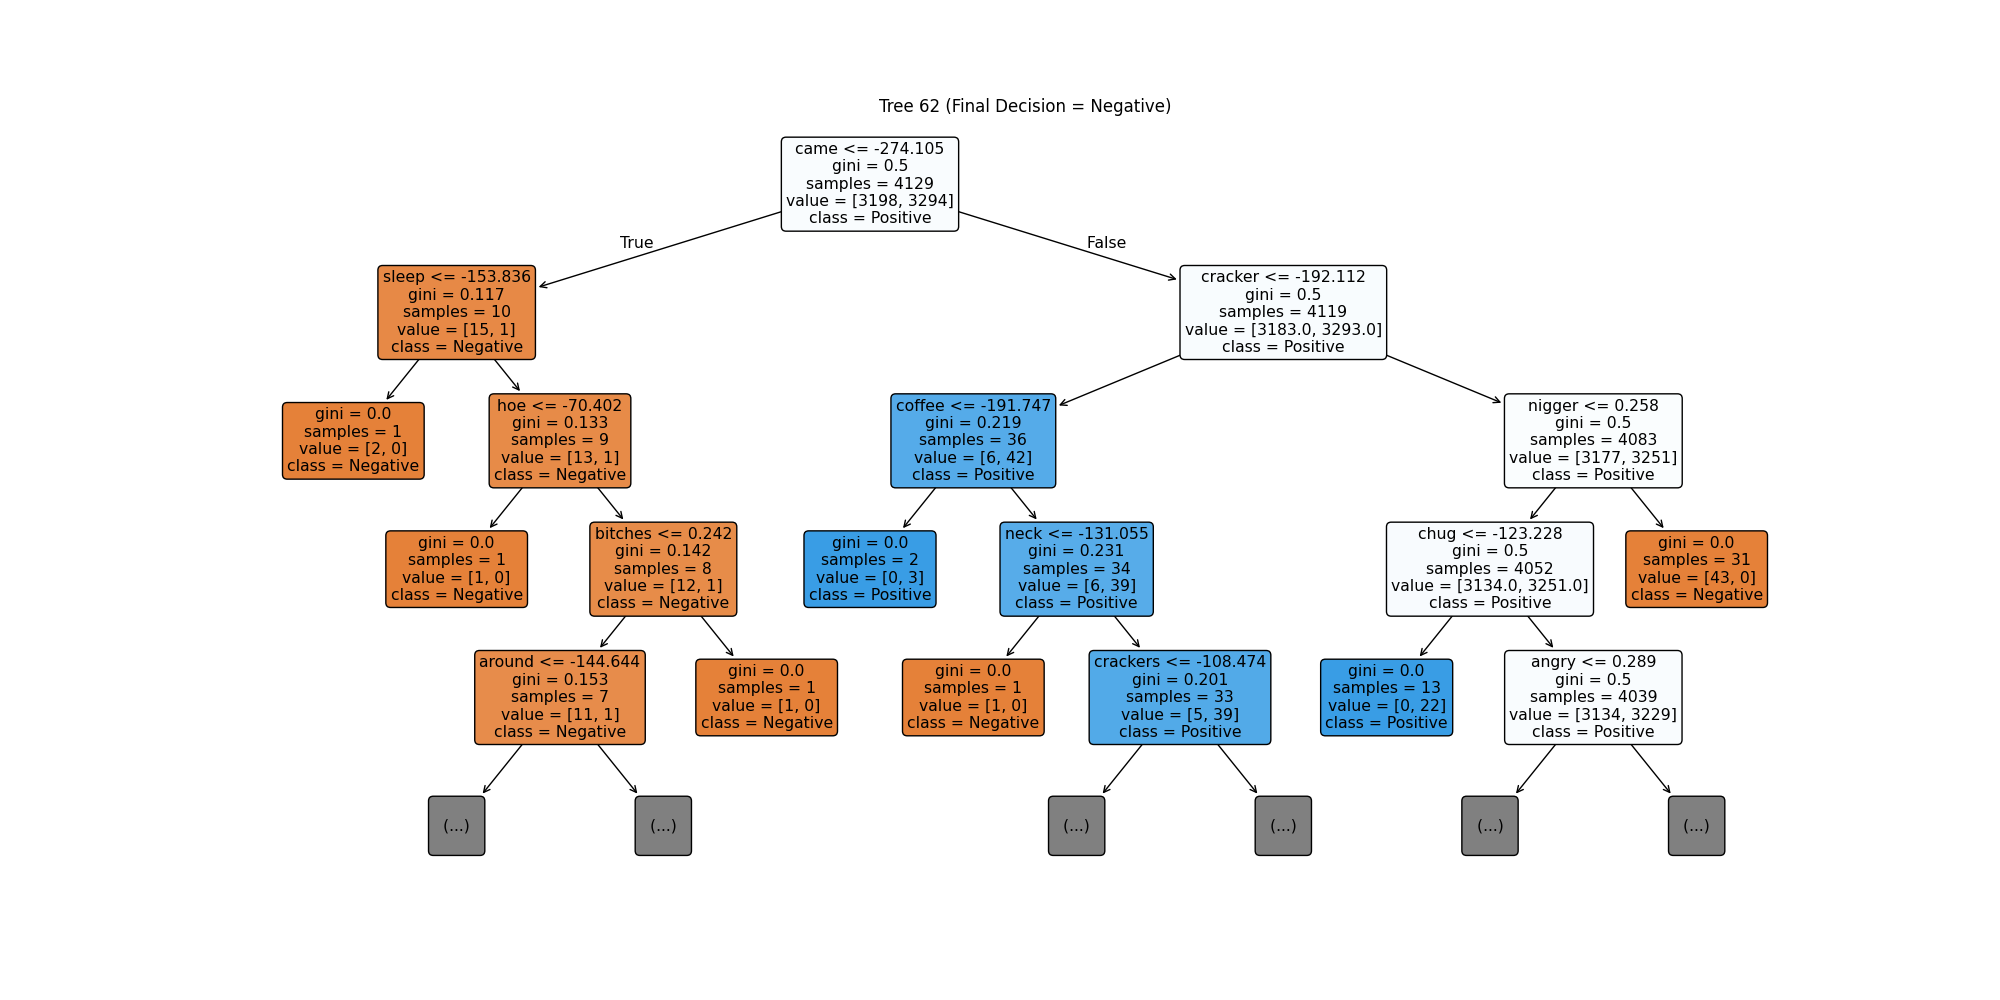 Tree 62 (Final Decision = Negative)
came <= -274.105
gini = 0.5
samples = 4129
value = [3198, 3294]
class = Positive
True
False
sleep <= -153.836
gini = 0.117
samples = 10
value = [15, 1]
class = Negative
cracker <= -192.112
gini = 0.5
samples = 4119
value = [3183.0, 3293.0]
class = Positive
gini = 0.0
samples = 1
value = [2, 0]
class = Negative
hoe <= -70.402
gini = 0.133
samples = 9
value = [13, 1]
class = Negative
coffee <= -191.747
gini = 0.219
samples = 36
value = [6, 42]
class = Positive
nigger <= 0.258
gini = 0.5
samples = 4083
value = [3177, 3251]
class = Positive
gini = 0.0
samples = 1
value = [1, 0]
class = Negative
bitches <= 0.242
gini = 0.142
samples = 8
value = [12, 1]
class = Negative
gini = 0.0
samples = 2
value = [0, 3]
class = Positive
neck <= -131.055
gini = 0.231
samples = 34
value = [6, 39]
class = Positive
chug <= -123.228
gini = 0.5
samples = 4052
value = [3134.0, 3251.0]
class = Positive
gini = 0.0
samples = 31
value = [43, 0]
class = Negative
around <= -144.644
gini = 0.153
samples = 7
value = [11, 1]
class = Negative
gini = 0.0
samples = 1
value = [1, 0]
class = Negative
gini = 0.0
samples = 1
value = [1, 0]
class = Negative
crackers <= -108.474
gini = 0.201
samples = 33
value = [5, 39]
class = Positive
gini = 0.0
samples = 13
value = [0, 22]
class = Positive
angry <= 0.289
gini = 0.5
samples = 4039
value = [3134, 3229]
class = Positive
(...)
(...)
(...)
(...)
(...)
(...)